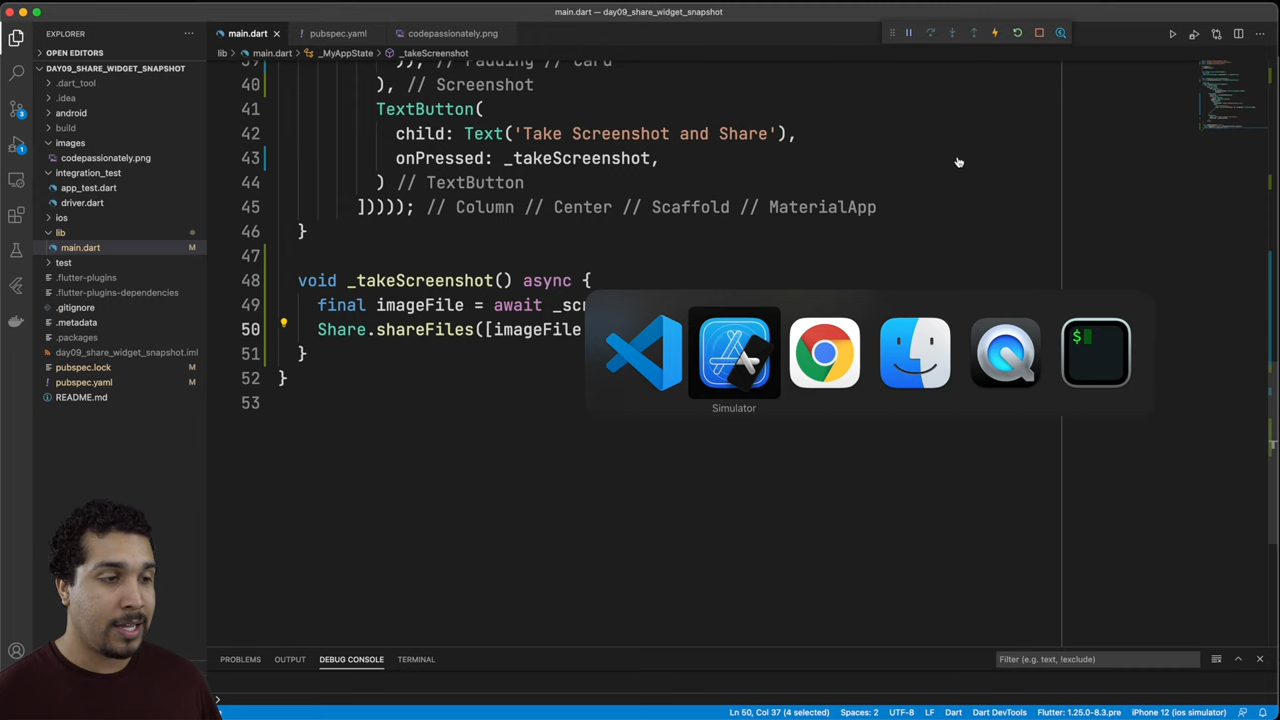 main.dart — day09_share_widget_snapshot
EXPLORER
OPEN EDITORS
DAY09_SHARE_WIDGET_SNAPSHOT
.dart_tool
.idea
android
build
images
codepassionately.png
integration_test
app_test.dart
driver.dart
ios
lib
main.dart M
test
.flutter-plugins
.flutter-plugins-dependencies
.gitignore
.metadata
.packages
day09_share_widget_snapshot.iml
pubspec.lock
pubspec.yaml
README.md
3
1
main.dart
pubspec.yaml
codepassionately.png
lib > main.dart > _MyAppState > _takeScreenshot
39 )), // Padding // Card
40 ), // Screenshot
41 TextButton(
42 child: Text('Take Screenshot and Share'),
43 onPressed: _takeScreenshot,
44 ) // TextButton
45 ]))))); // Column // Center // Scaffold // MaterialApp
46 }
47
48 void _takeScreenshot() async {
49 final imageFile = await _scr
50 Share.shareFiles([imageFile
51 }
52 }
53
$
Simulator
PROBLEMS OUTPUT DEBUG CONSOLE TERMINAL
Filter (e.g. text, !exclude)
Ln 50, Col 37 (4 selected) Spaces: 2 UTF-8 LF Dart Dart DevTools Flutter: 1.25.0-8.3.pre iPhone 12 (ios simulator)